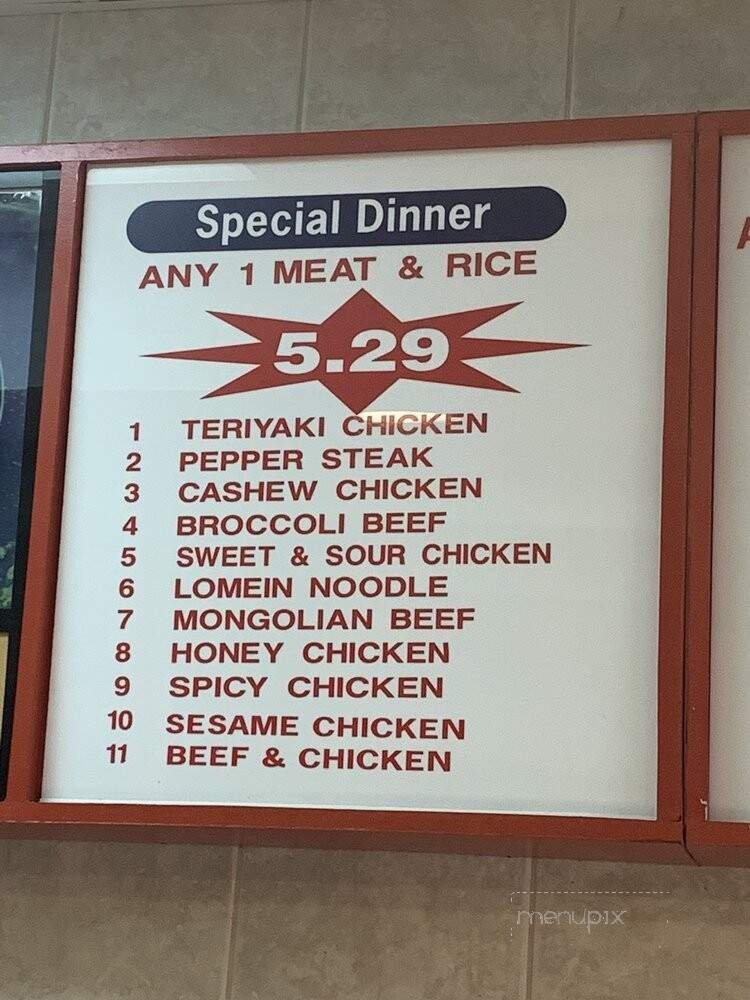 Special Dinner
ANY 1 MEAT & RICE
5.29
1 TERIYAKI CHICKEN
2 PEPPER STEAK
3 CASHEW CHICKEN
4 BROCCOLI BEEF
5 SWEET & SOUR CHICKEN
6 LOMEIN NOODLE
7 MONGOLIAN BEEF
8 HONEY CHICKEN
9 SPICY CHICKEN
10 SESAME CHICKEN
11 BEEF & CHICKEN
menupix